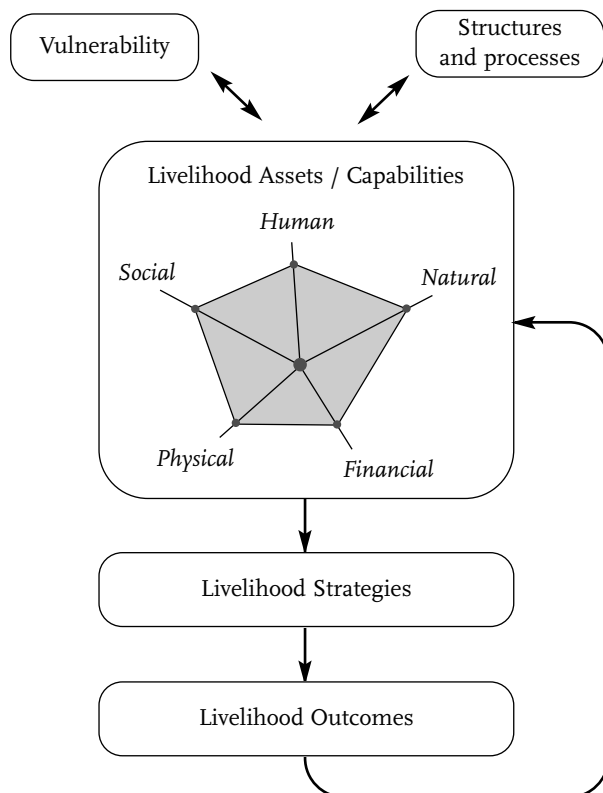 Vulnerability
Structures
and processes
Livelihood Assets / Capabilities
Human
Social
Natural
Physical
Financial
Livelihood Strategies
Livelihood Outcomes